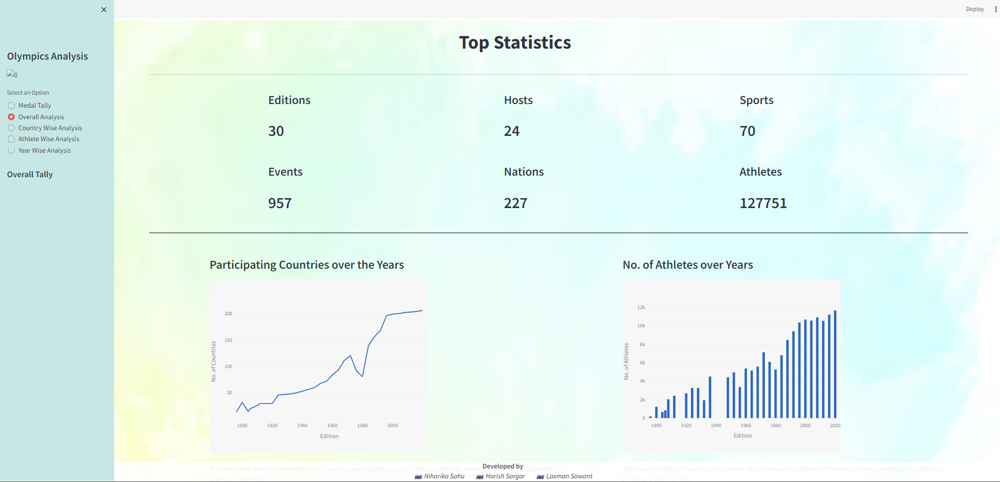 Deploy
Olympics Analysis
0
Select an Option
Medal Tally
Overall Analysis
Country Wise Analysis
Athlete Wise Analysis
Year Wise Analysis
Overall Tally
Top Statistics
Editions Hosts Sports
30 24 70
Events Nations Athletes
957 227 127751
Participating Countries over the Years
No. of Countries
200
150
100
50
1900 1920 1940 1960 1980 2000
Edition
No. of Athletes over Years
No. of Athletes
12k
10k
8k
6k
4k
2k
0
1900 1920 1940 1960 1980 2000 2020
Edition
This line chart depicts the evolution of Countries participation across Olympic editions, growth
and scale over time.
This bar chart tracks the changing number of athletes across different Olympic editions, revealing the Olympics
evolving scale over time.
Developed by
Niharika Sahu Harish Sargar Laxman Sawant